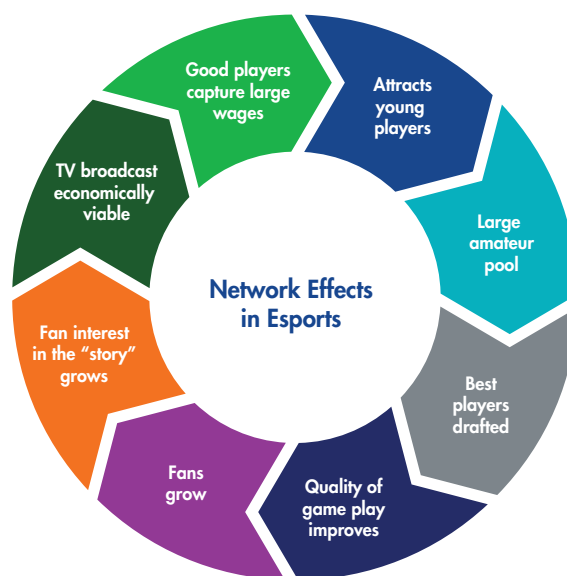 Good players
capture large
wages
Attracts
young
players
Large
amateur
pool
Best
players
drafted
Quality of
game play
improves
Fans
grow
Fan interest
in the “story”
grows
TV broadcast
economically
viable
Network Effects
in Esports